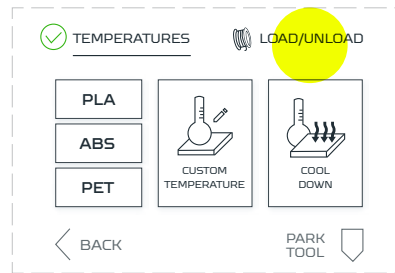 TEMPERATURES
LOAD/UNLOAD
PLA
ABS
PET
CUSTOM
TEMPERATURE
COOL
DOWN
BACK
PARK
TOOL